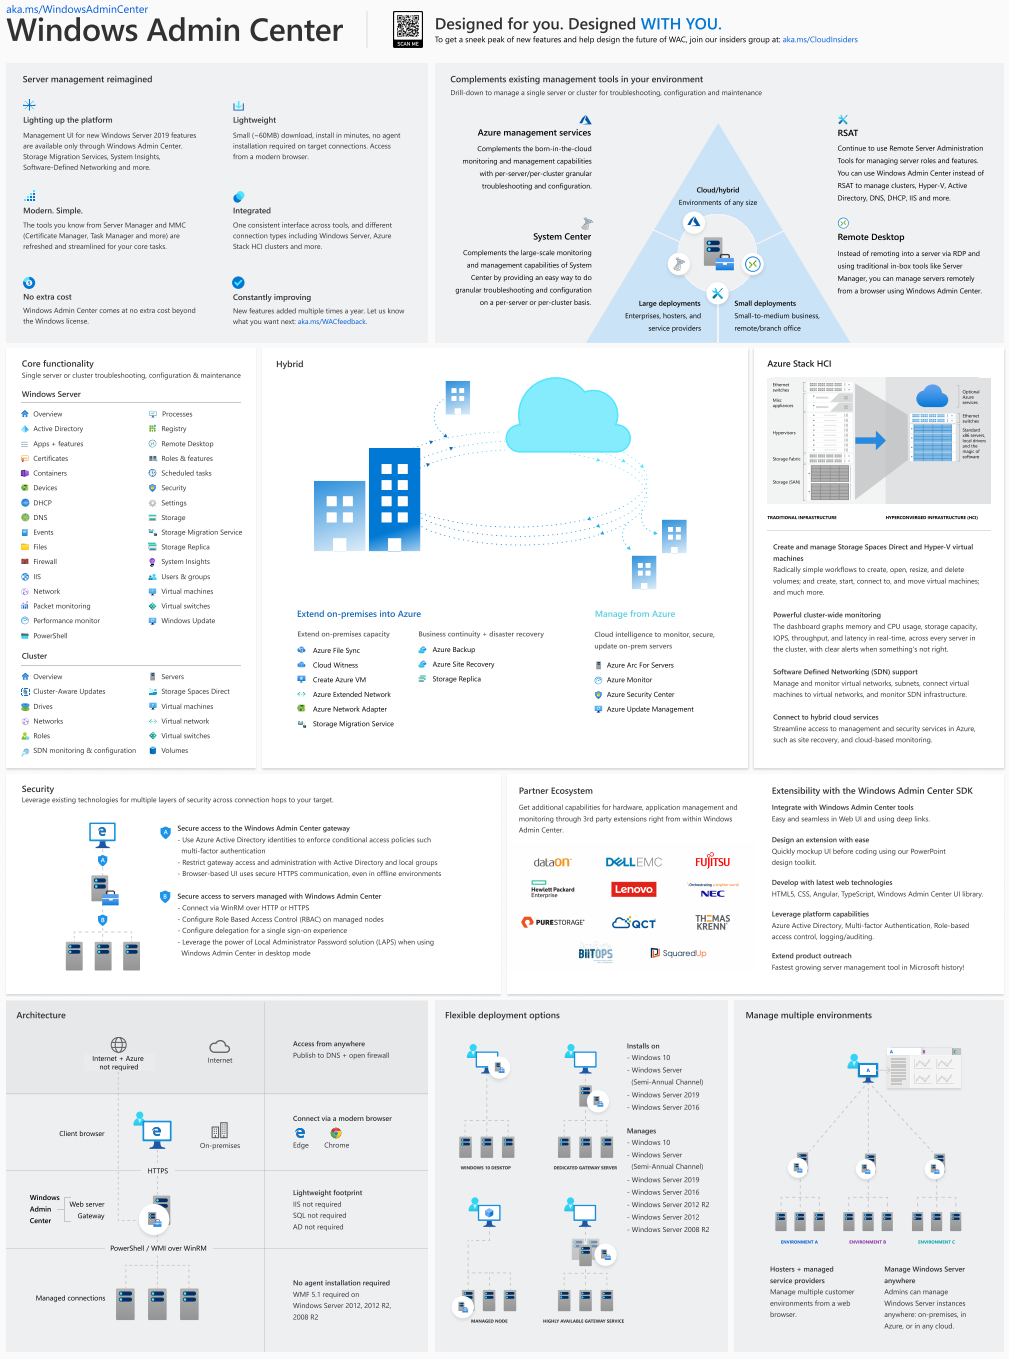 aka.ms/WindowsAdminCenter
Windows Admin Center
SCAN ME
Designed for you. Designed WITH YOU.
To get a sneak peek of new features and help design the future of WAC, join our insiders group at: aka.ms/CloudInsiders
Server management reimagined
Lighting up the platform
Management UI for new Windows Server 2019 features
are available only through Windows Admin Center.
Storage Migration Services, System Insights,
Software-Defined Networking and more.
Lightweight
Small (~60MB) download, install in minutes, no agent
installation required on target connections. Access
from a modern browser.
Modern. Simple.
The tools you know from Server Manager and MMC
(Certificate Manager, Task Manager and more) are
refreshed and streamlined for your core tasks.
Integrated
One consistent interface across tools, and different
connection types including Windows Server, Azure
Stack HCI clusters and more.
No extra cost
Windows Admin Center comes at no extra cost beyond
the Windows license.
Constantly improving
New features added multiple times a year. Let us know
what you want next: aka.ms/WACfeedback.
Complements existing management tools in your environment
Drill-down to manage a single server or cluster for troubleshooting, configuration and maintenance
Azure management services
Complements the born-in-the-cloud
monitoring and management capabilities
with per-server/per-cluster granular
troubleshooting and configuration.
System Center
Complements the large-scale monitoring
and management capabilities of System
Center by providing an easy way to do
granular troubleshooting and configuration
on a per-server or per-cluster basis.
Cloud/hybrid
Environments of any size
Large deployments
Enterprises, hosters, and
service providers
Small deployments
Small-to-medium business,
remote/branch office
RSAT
Continue to use Remote Server Administration
Tools for managing server roles and features.
You can use Windows Admin Center instead of
RSAT to manage clusters, Hyper-V, Active
Directory, DNS, DHCP, IIS and more.
Remote Desktop
Instead of remoting into a server via RDP and
using traditional in-box tools like Server
Manager, you can manage servers remotely
from a browser using Windows Admin Center.
Core functionality
Single server or cluster troubleshooting, configuration & maintenance
Windows Server
Overview
Active Directory
Apps + features
Certificates
Containers
Devices
DHCP
DNS
Events
Files
Firewall
IIS
Network
Packet monitoring
Performance monitor
PowerShell
Processes
Registry
Remote Desktop
Roles & features
Scheduled tasks
Security
Settings
Storage
Storage Migration Service
Storage Replica
System Insights
Users & groups
Virtual machines
Virtual switches
Windows Update
Cluster
Overview
Cluster-Aware Updates
Drives
Networks
Roles
SDN monitoring & configuration
Servers
Storage Spaces Direct
Virtual machines
Virtual network
Virtual switches
Volumes
Hybrid
Extend on-premises into Azure
Extend on-premises capacity
Azure File Sync
Cloud Witness
Create Azure VM
Azure Extended Network
Azure Network Adapter
Storage Migration Service
Business continuity + disaster recovery
Azure Backup
Azure Site Recovery
Storage Replica
Manage from Azure
Cloud intelligence to monitor, secure,
update on-prem servers
Azure Arc For Servers
Azure Monitor
Azure Security Center
Azure Update Management
Azure Stack HCI
Ethernet
switches
Misc
appliances
Hypervisors
Storage Fabric
Storage (SAN)
Optional
Azure
services
Ethernet
switches
Standard
x86 servers,
local drives
and the
magic of
software
TRADITIONAL INFRASTRUCTURE
HYPERCONVERGED INFRASTRUCTURE (HCI)
Create and manage Storage Spaces Direct and Hyper-V virtual
machines
Radically simple workflows to create, open, resize, and delete
volumes; and create, start, connect to, and move virtual machines;
and much more.
Powerful cluster-wide monitoring
The dashboard graphs memory and CPU usage, storage capacity,
IOPS, throughput, and latency in real-time, across every server in
the cluster, with clear alerts when something's not right.
Software Defined Networking (SDN) support
Manage and monitor virtual networks, subnets, connect virtual
machines to virtual networks, and monitor SDN infrastructure.
Connect to hybrid cloud services
Streamline access to management and security services in Azure,
such as site recovery, and cloud-based monitoring.
Security
Leverage existing technologies for multiple layers of security across connection hops to your target.
A
B
A
Secure access to the Windows Admin Center gateway
- Use Azure Active Directory identities to enforce conditional access policies such
multi-factor authentication
- Restrict gateway access and administration with Active Directory and local groups
- Browser-based UI uses secure HTTPS communication, even in offline environments
B
Secure access to servers managed with Windows Admin Center
- Connect via WinRM over HTTP or HTTPS
- Configure Role Based Access Control (RBAC) on managed nodes
- Configure delegation for a single sign-on experience
- Leverage the power of Local Administrator Password solution (LAPS) when using
Windows Admin Center in desktop mode
Partner Ecosystem
Get additional capabilities for hardware, application management and
monitoring through 3rd party extensions right from within Windows
Admin Center.
dataON
DELLEMC
FUJITSU
Hewlett Packard
Enterprise
Lenovo
Orchestrating a brighter world
NEC
PURESTORAGE
QCT
THOMAS
KRENN
BiiTOPS
SquaredUp
Extensibility with the Windows Admin Center SDK
Integrate with Windows Admin Center tools
Easy and seamless in Web UI and using deep links.
Design an extension with ease
Quickly mockup UI before coding using our PowerPoint
design toolkit.
Develop with latest web technologies
HTML5, CSS, Angular, TypeScript, Windows Admin Center UI library.
Leverage platform capabilities
Azure Active Directory, Multi-factor Authentication, Role-based
access control, logging/auditing.
Extend product outreach
Fastest growing server management tool in Microsoft history!
Architecture
Internet + Azure
not required
Internet
Access from anywhere
Publish to DNS + open firewall
Client browser
On-premises
Connect via a modern browser
Edge
Chrome
HTTPS
Windows
Admin
Center
Web server
Gateway
Lightweight footprint
IIS not required
SQL not required
AD not required
PowerShell / WMI over WinRM
Managed connections
No agent installation required
WMF 5.1 required on
Windows Server 2012, 2012 R2,
2008 R2
Flexible deployment options
WINDOWS 10 DESKTOP
DEDICATED GATEWAY SERVER
MANAGED NODE
HIGHLY AVAILABLE GATEWAY SERVICE
Installs on
- Windows 10
- Windows Server
(Semi-Annual Channel)
- Windows Server 2019
- Windows Server 2016
Manages
- Windows 10
- Windows Server
(Semi-Annual Channel)
- Windows Server 2019
- Windows Server 2016
- Windows Server 2012 R2
- Windows Server 2012
- Windows Server 2008 R2
Manage multiple environments
A
A
B
C
ENVIRONMENT A
ENVIRONMENT B
ENVIRONMENT C
Hosters + managed
service providers
Manage multiple customer
environments from a web
browser.
Manage Windows Server
anywhere
Admins can manage
Windows Server instances
anywhere: on-premises, in
Azure, or in any cloud.